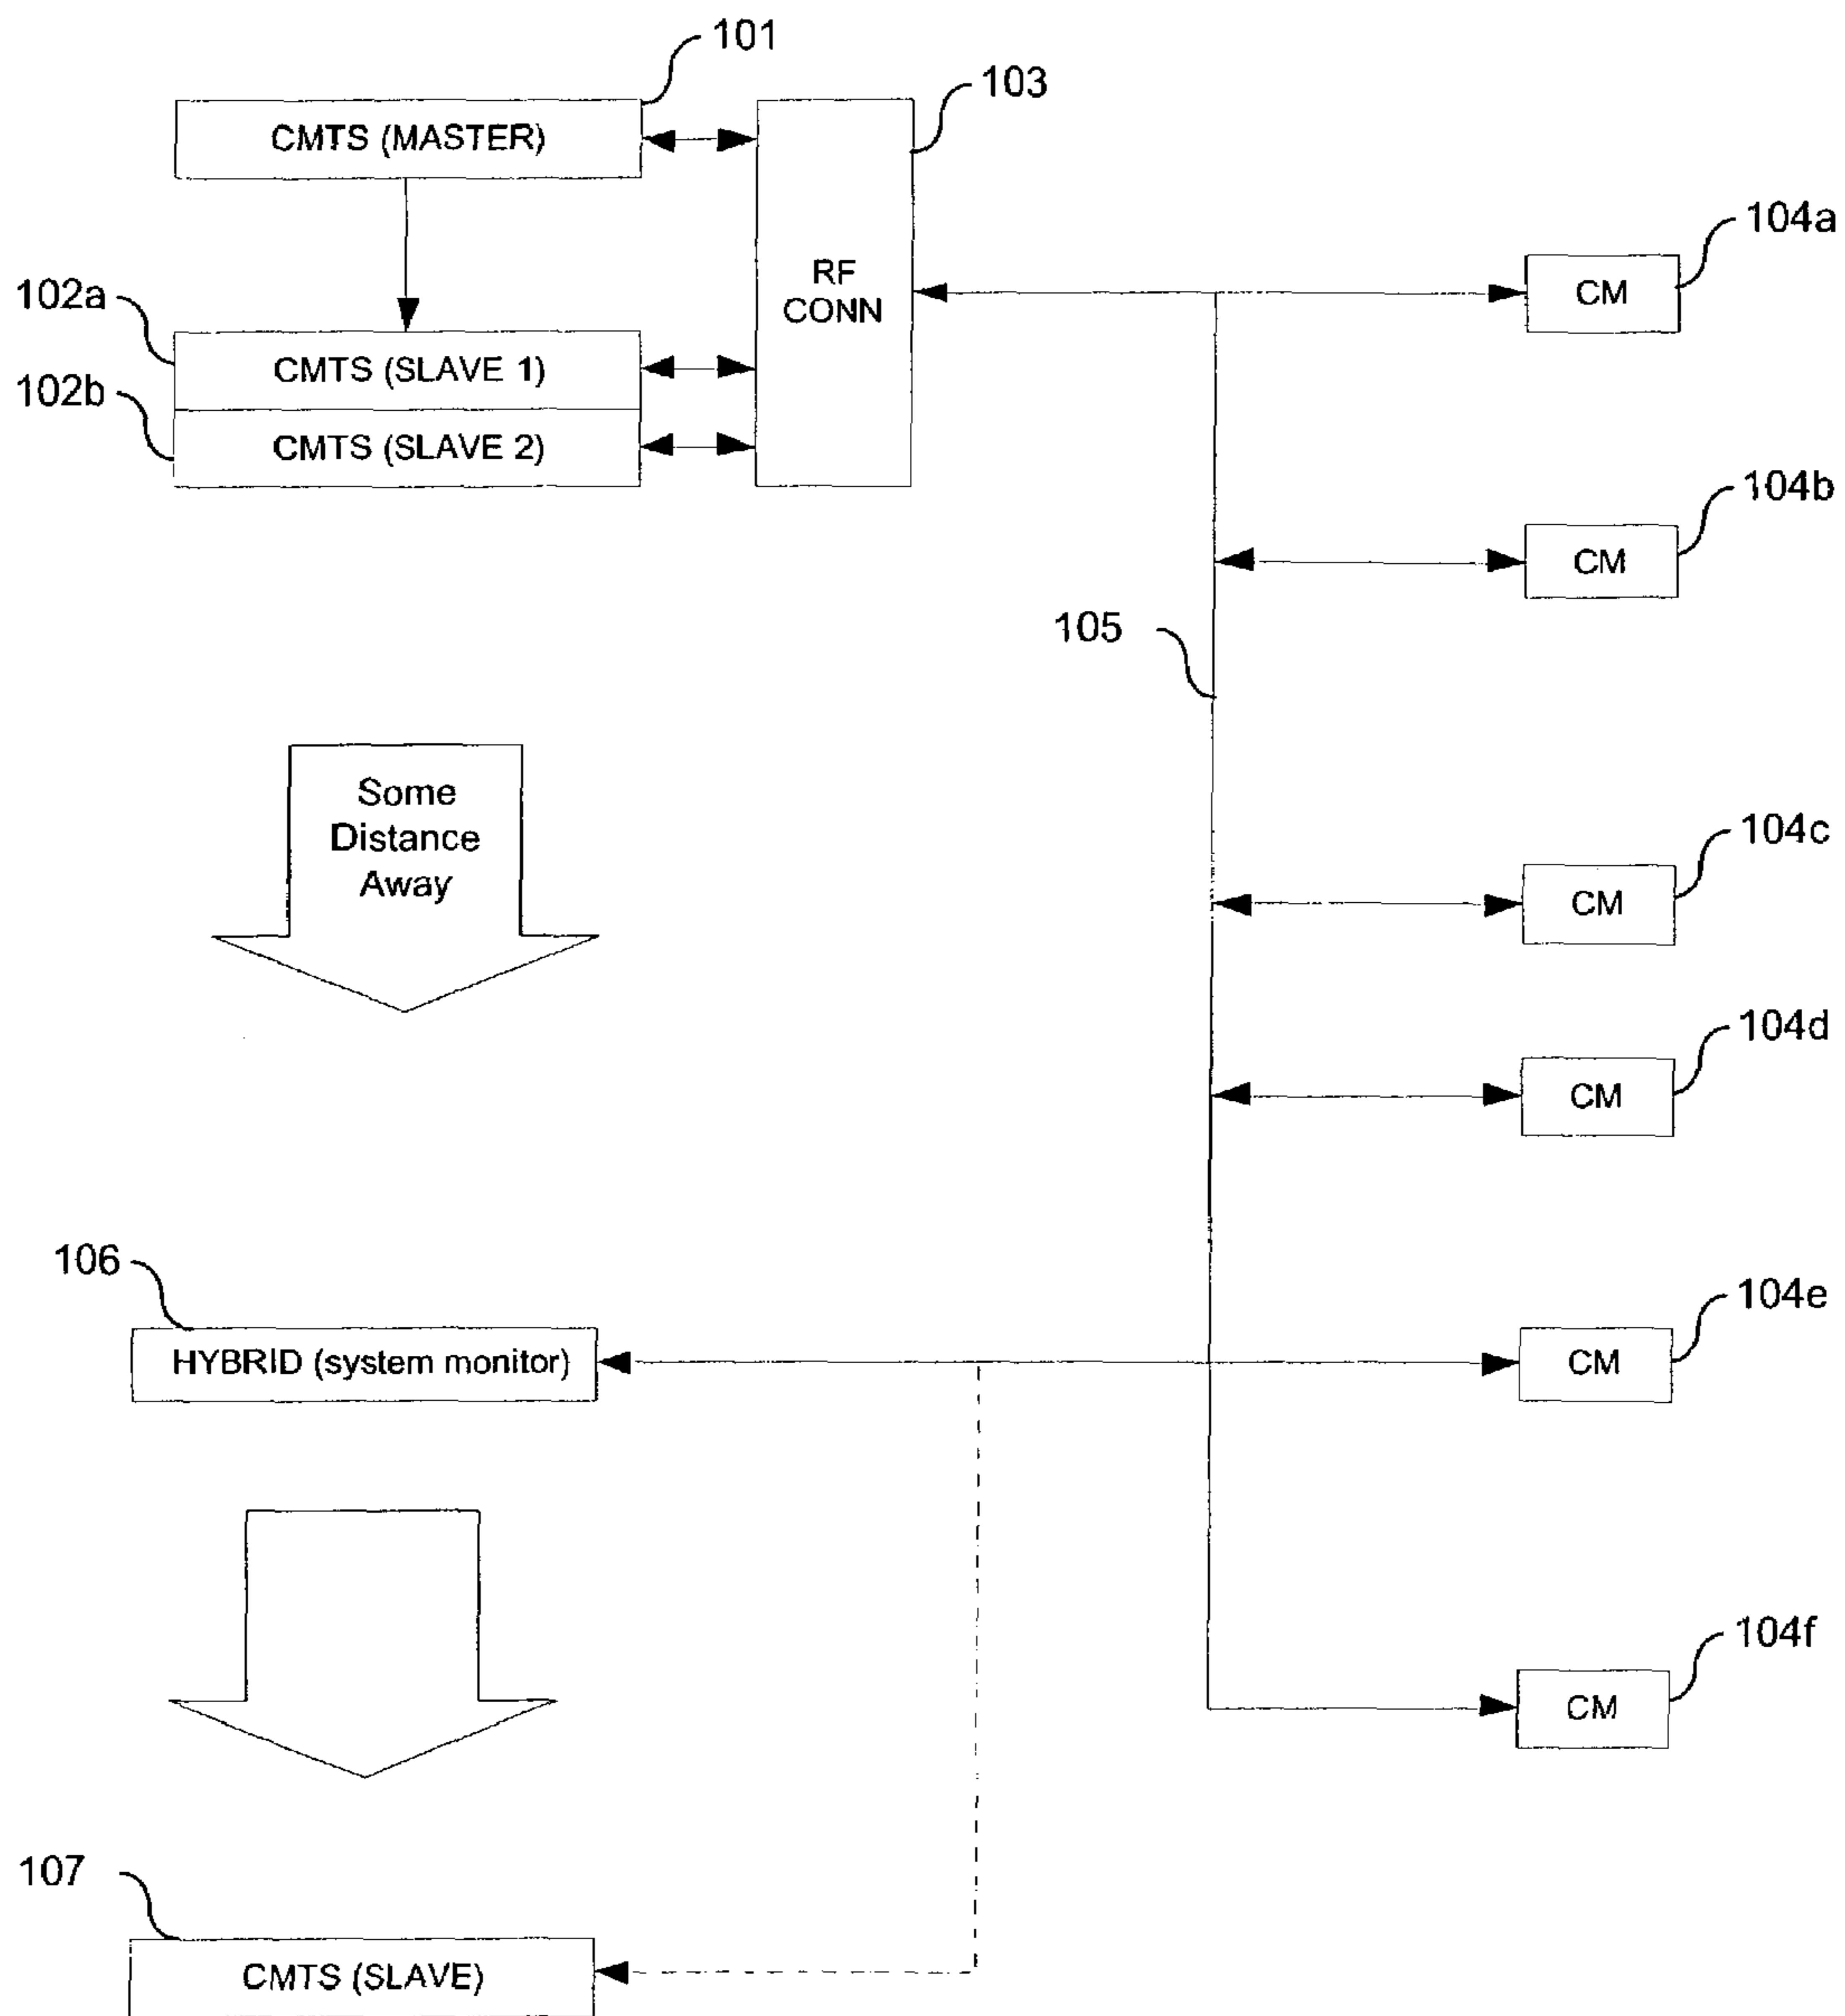 101
CMTS (MASTER)
103
RF
CONN
104a
CM
102a
CMTS (SLAVE 1)
102b
CMTS (SLAVE 2)
104b
CM
105
Some
Distance
Away
104c
CM
104d
CM
106
HYBRID (system monitor)
104e
CM
104f
CM
107
CMTS (SLAVE)